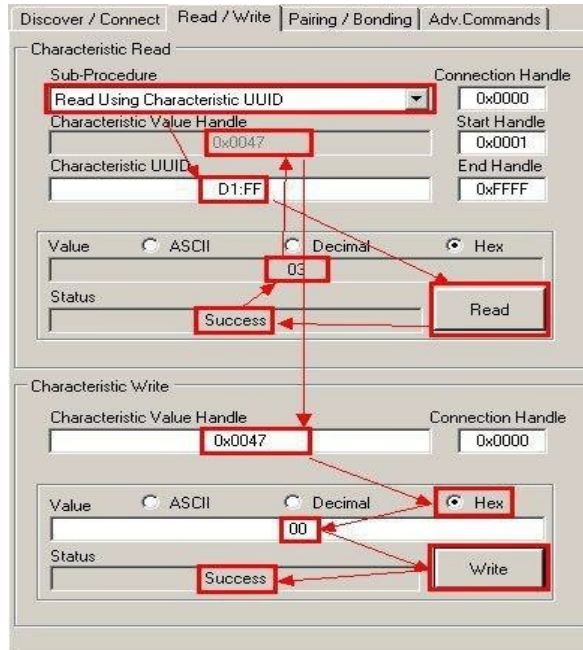 Discover / Connect Read / Write Pairing / Bonding Adv.Commands
Characteristic Read
Sub-Procedure Connection Handle
Read Using Characteristic UUID 0x0000
Characteristic Value Handle Start Handle
0x0047 0x0001
Characteristic UUID End Handle
D1:FF 0xFFFF
Value ASCII Decimal Hex
03
Status
Success Read
Characteristic Write
Characteristic Value Handle Connection Handle
0x0047 0x0000
Value ASCII Decimal Hex
00
Status
Success Write